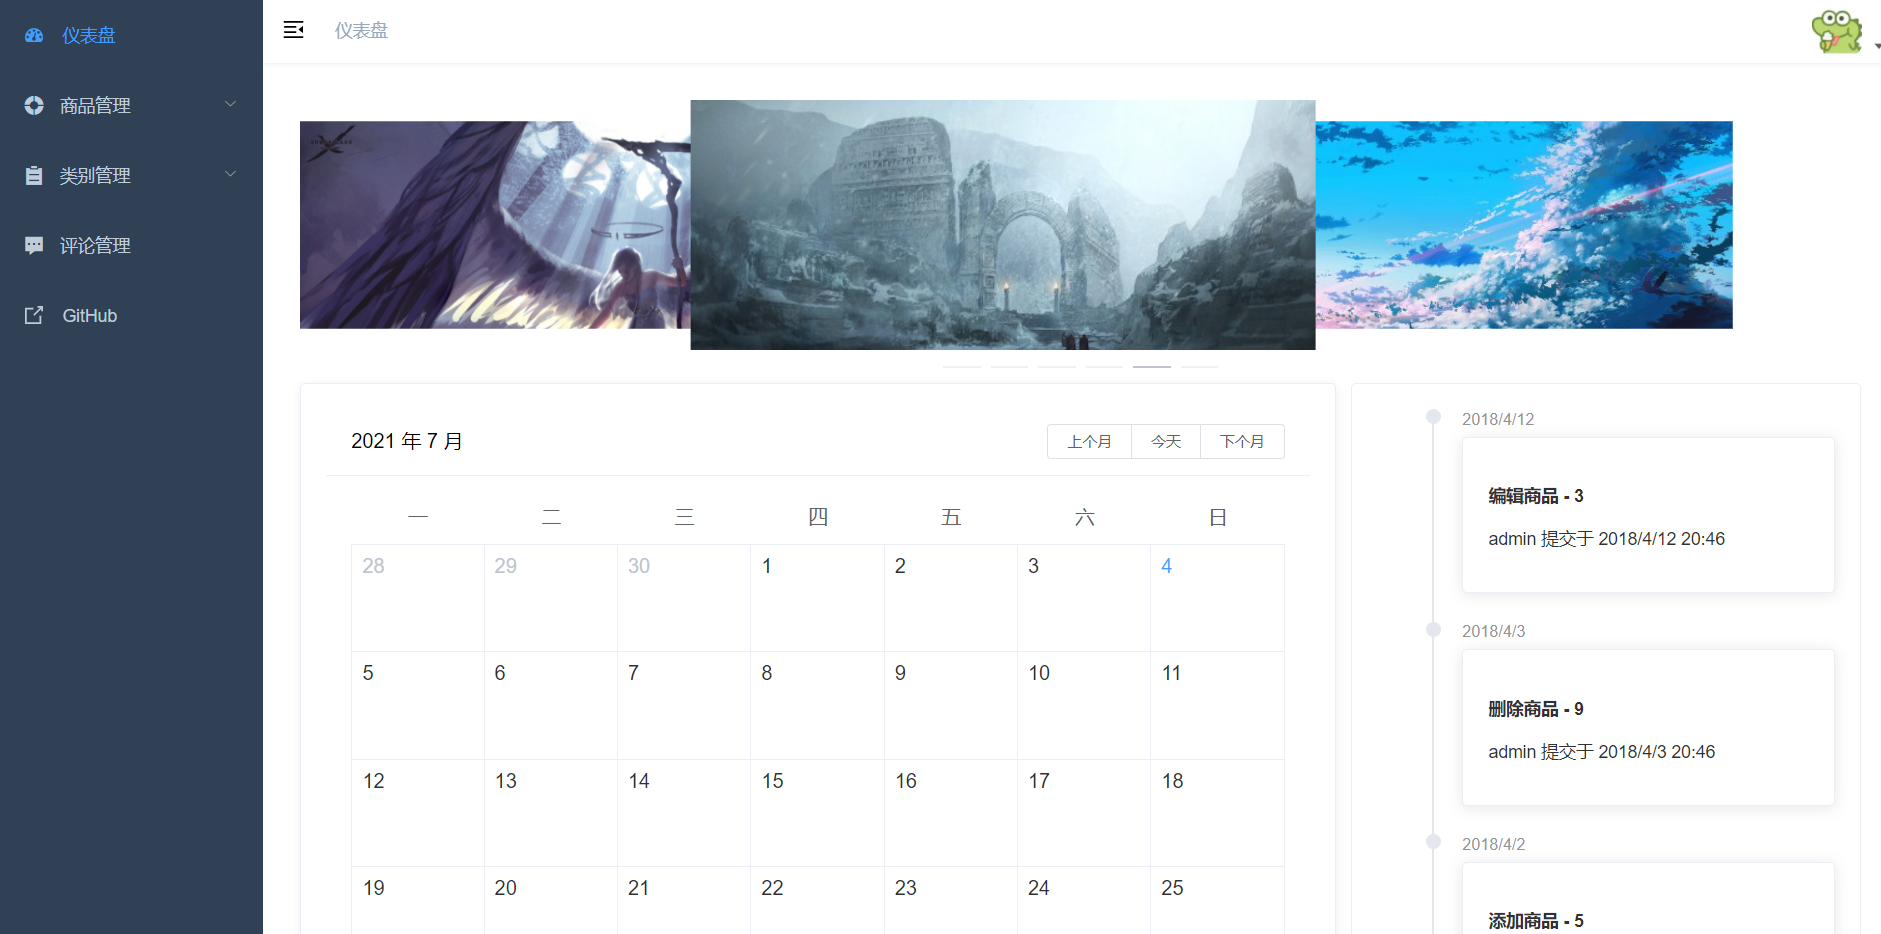 仪表盘
商品管理
类别管理
评论管理
GitHub
仪表盘
2021 年 7 月
上个月 今天 下个月
一 二 三 四 五 六 日
28 29 30 1 2 3 4
5 6 7 8 9 10 11
12 13 14 15 16 17 18
19 20 21 22 23 24 25
2018/4/12
编辑商品 - 3
admin 提交于 2018/4/12 20:46
2018/4/3
删除商品 - 9
admin 提交于 2018/4/3 20:46
2018/4/2
添加商品 - 5